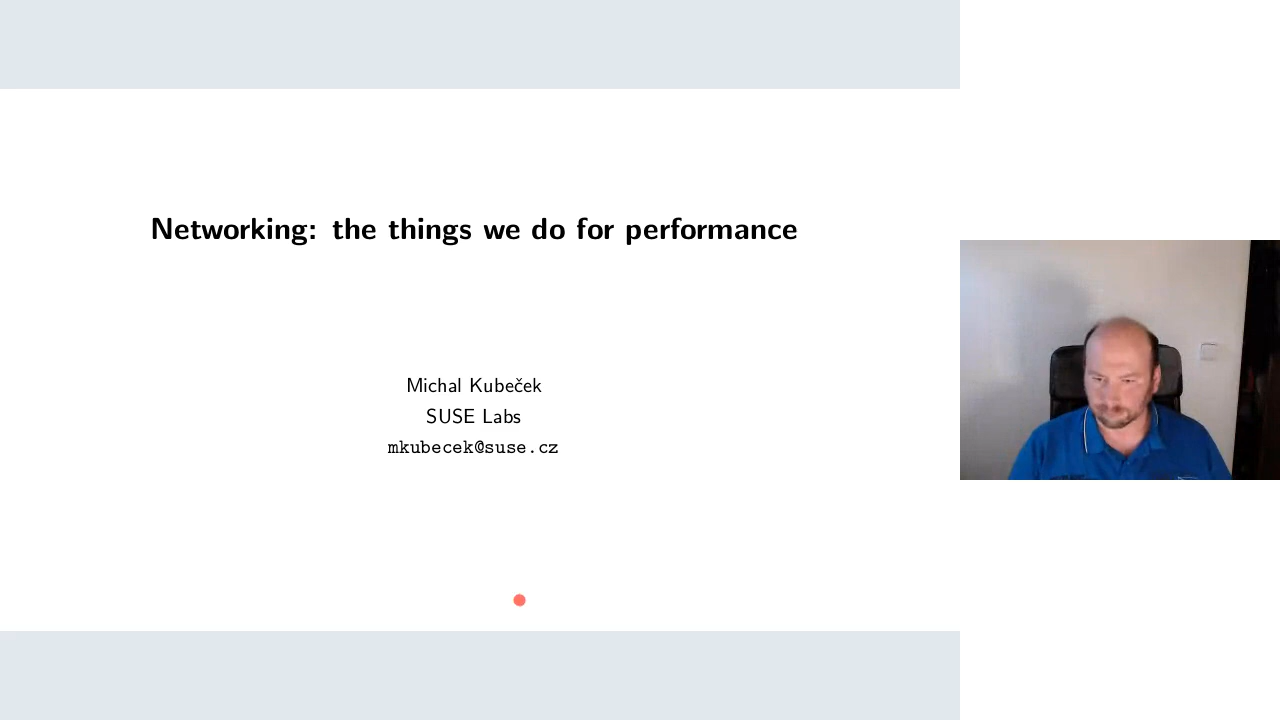 Networking: the things we do for performance
Michal Kubeček
SUSE Labs
mkubecek@suse.cz